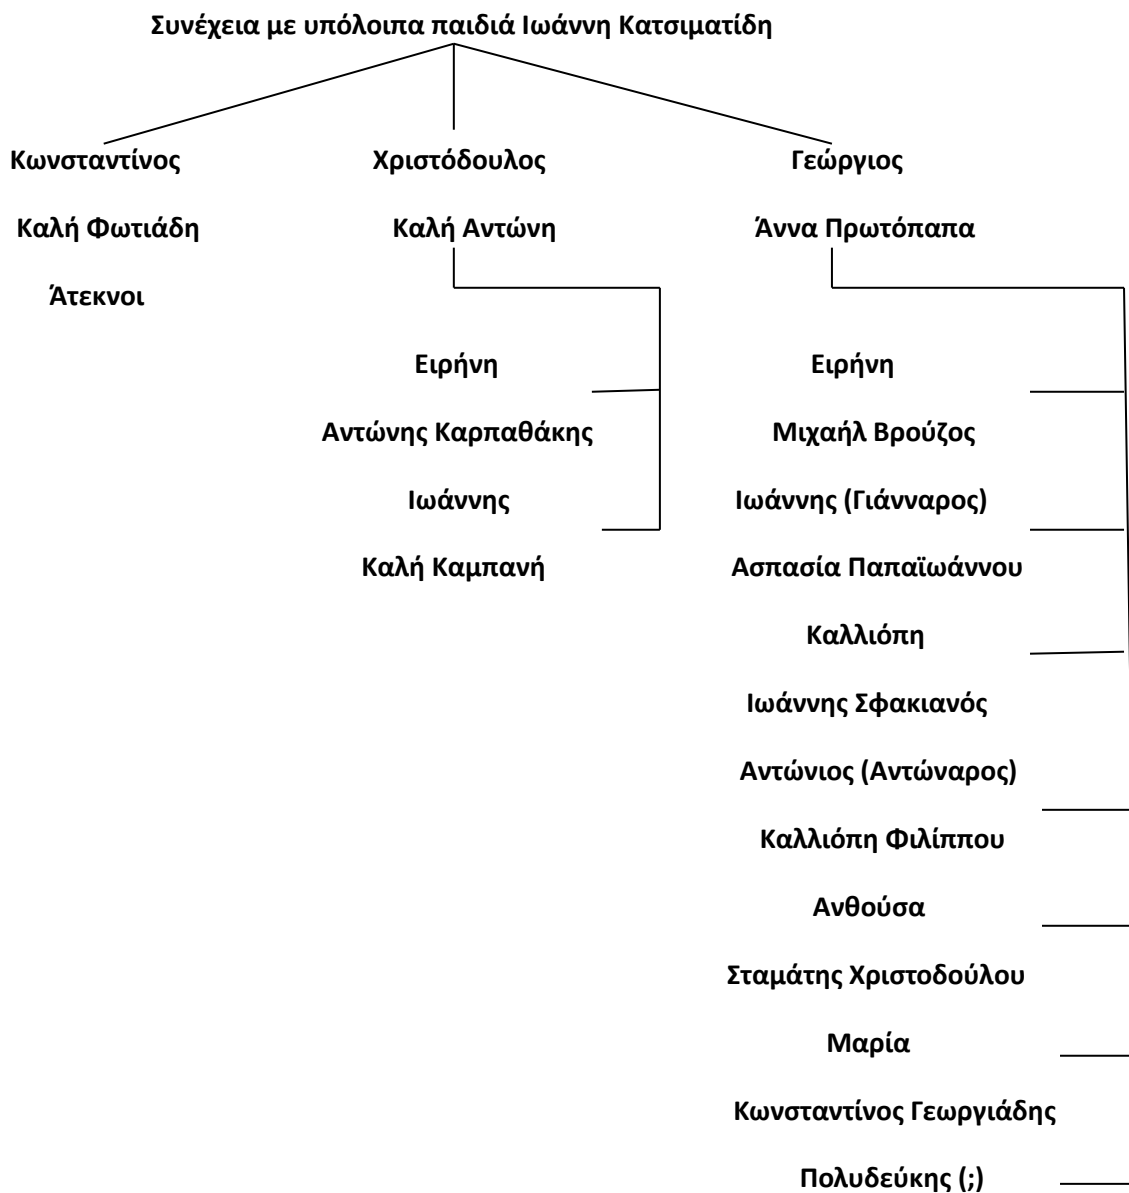 Συνέχεια με υπόλοιπα παιδιά Ιωάννη Κατσιματίδη
Κωνσταντίνος Χριστόδουλος Γεώργιος
Καλή Φωτιάδη Καλή Αντώνη Άννα Πρωτόπαπα
Άτεκνοι
Ειρήνη Ειρήνη
Αντώνης Καρπαθάκης Μιχαήλ Βρούζος
Ιωάννης Ιωάννης (Γιάνναρος)
Καλή Καμπανή Ασπασία Παπαϊωάννου
Καλλιόπη
Ιωάννης Σφακιανός
Αντώνιος (Αντώναρος)
Καλλιόπη Φιλίππου
Ανθούσα
Σταμάτης Χριστοδούλου
Μαρία
Κωνσταντίνος Γεωργιάδης
Πολυδεύκης (;)